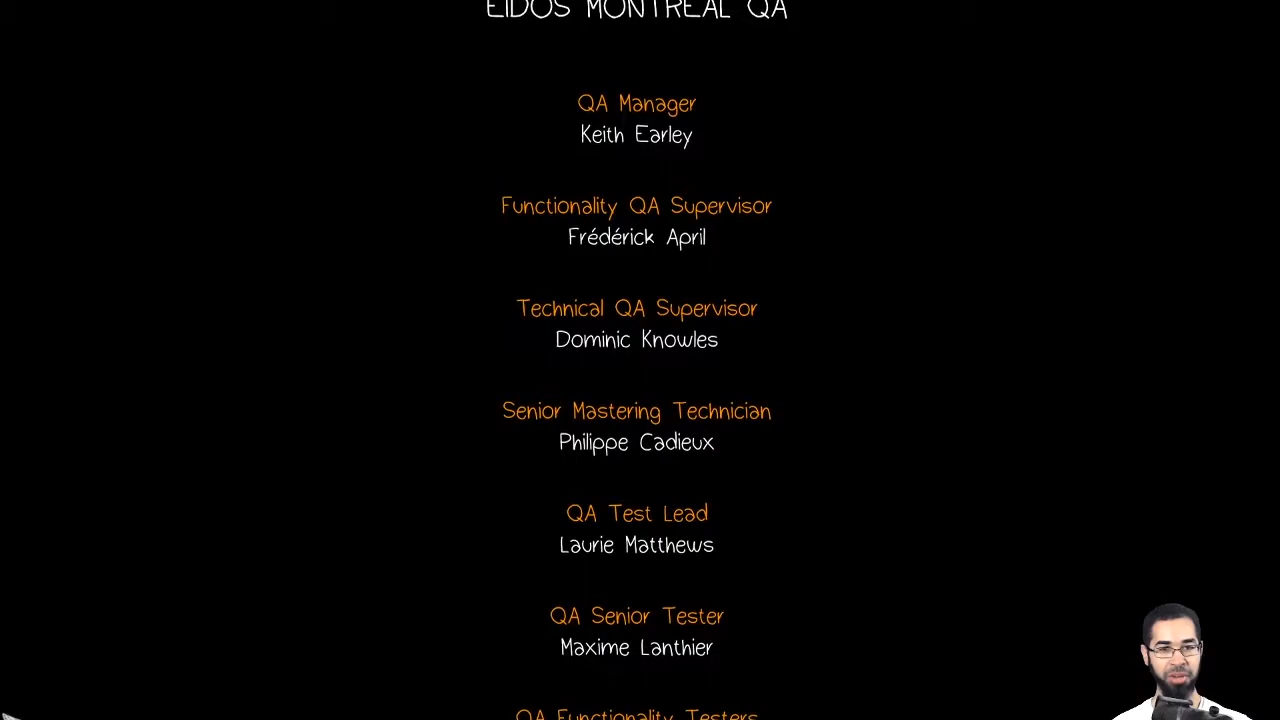 EIDOS MONTREAL QA
QA Manager
Keith Earley
Functionality QA Supervisor
Frédérick April
Technical QA Supervisor
Dominic Knowles
Senior Mastering Technician
Philippe Cadieux
QA Test Lead
Laurie Matthews
QA Senior Tester
Maxime Lanthier
QA Functionality Testers